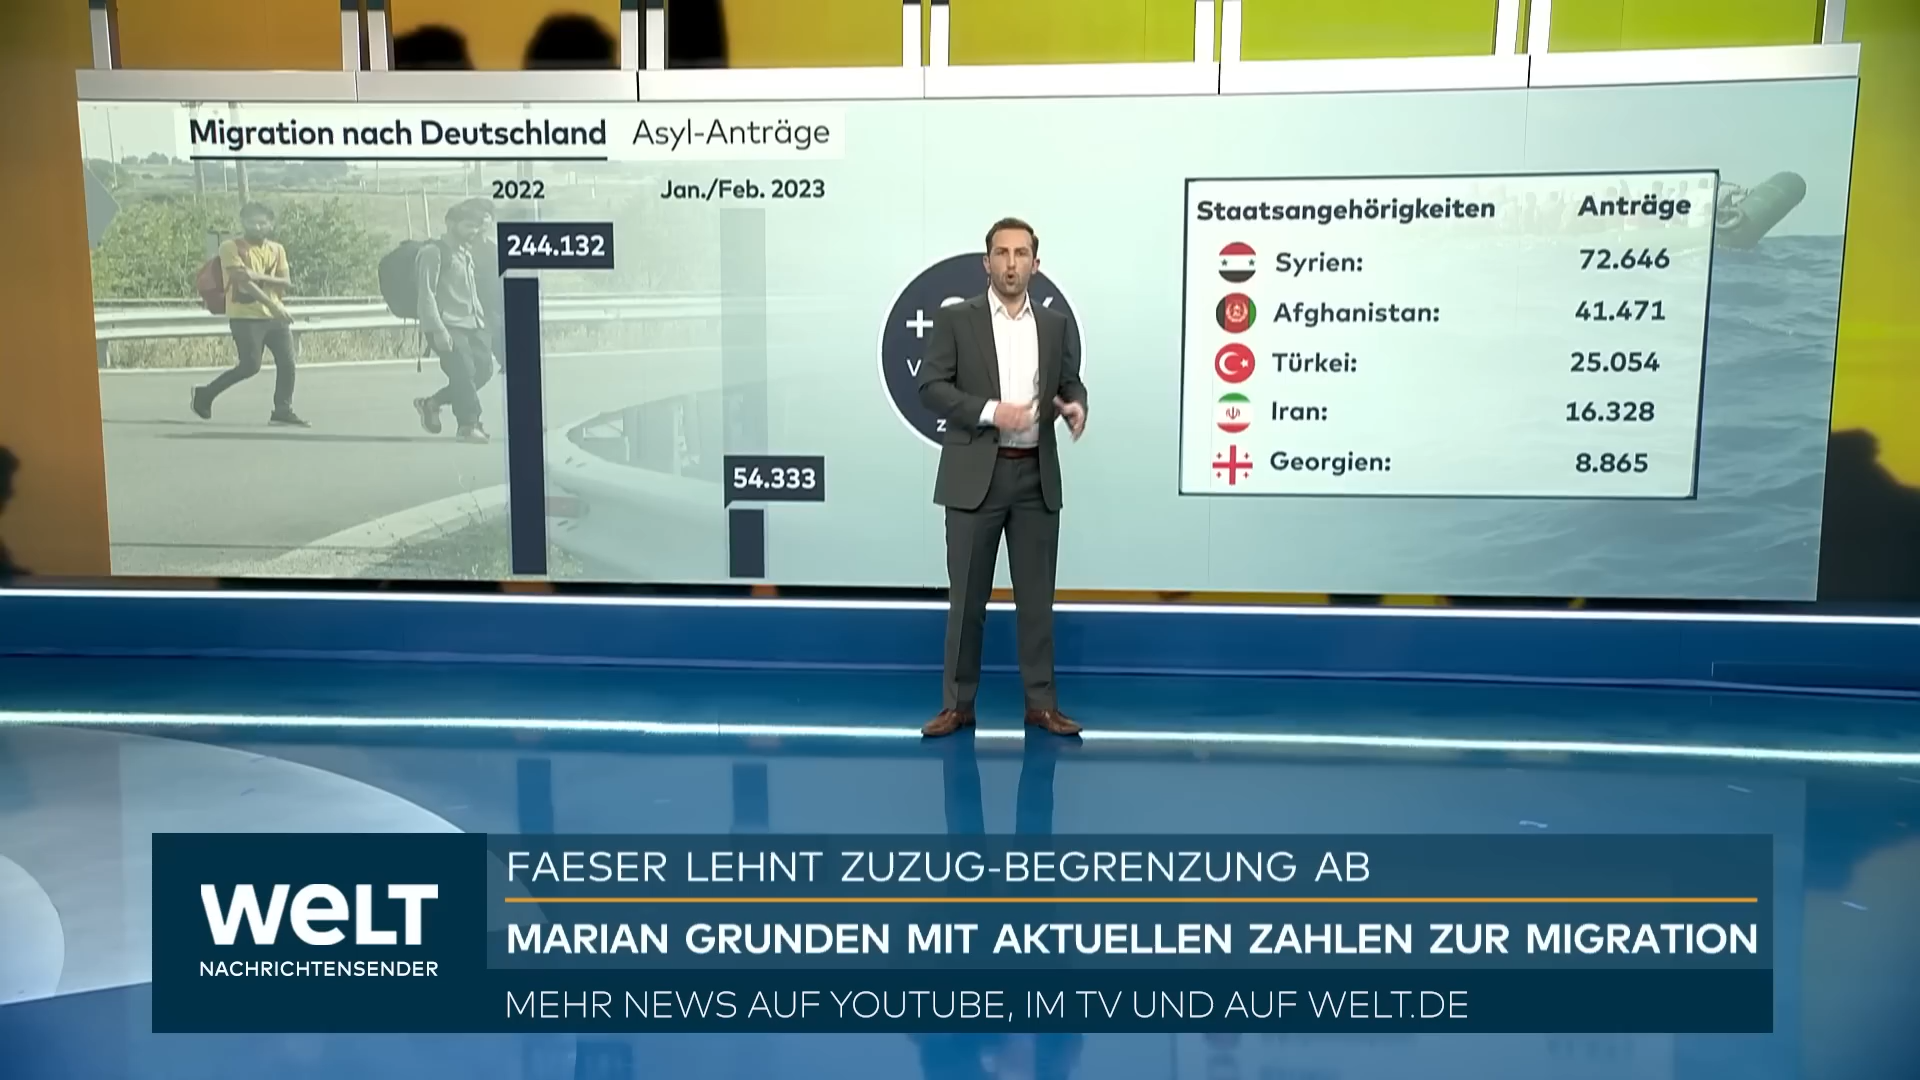 Migration nach Deutschland Asyl-Anträge
2022 Jan./Feb. 2023
244.132
54.333
+
Staatsangehörigkeiten Anträge
Syrien: 72.646
Afghanistan: 41.471
Türkei: 25.054
Iran: 16.328
Georgien: 8.865
FAESER LEHNT ZUZUG-BEGRENZUNG AB
MARIAN GRUNDEN MIT AKTUELLEN ZAHLEN ZUR MIGRATION
MEHR NEWS AUF YOUTUBE, IM TV UND AUF WELT.DE
WELT
NACHRICHTENSENDER